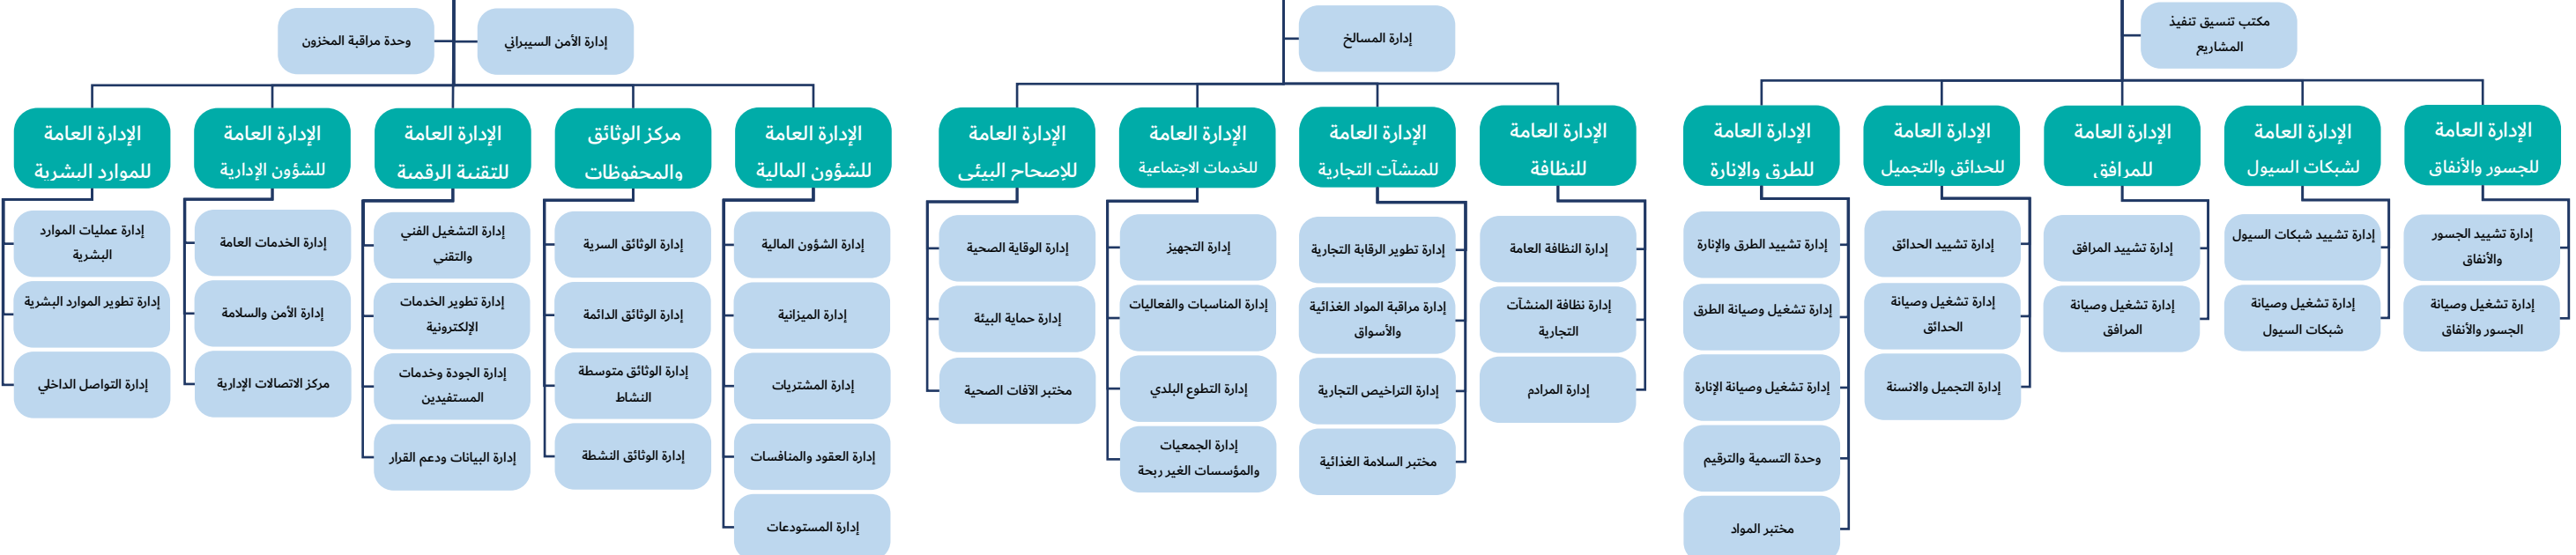 مكتب تنسيق تنفيذ
المشاريع
الإدارة العامة
للجسور والأنفاق
إدارة تشييد الجسور
والأنفاق
إدارة تشغيل وصيانة
الجسور والأنفاق
الإدارة العامة
لشبكات السيول
إدارة تشييد شبكات السيول
إدارة تشغيل وصيانة
شبكات السيول
الإدارة العامة
للمرافق
إدارة تشييد المرافق
إدارة تشغيل وصيانة
المرافق
الإدارة العامة
للحدائق والتجميل
إدارة تشييد الحدائق
إدارة تشغيل وصيانة
الحدائق
إدارة التجميل والانسنة
الإدارة العامة
للطرق والإنارة
إدارة تشييد الطرق والإنارة
إدارة تشغيل وصيانة الطرق
إدارة تشغيل وصيانة الإنارة
وحدة التسمية والترقيم
مختبر المواد
إدارة المسالخ
الإدارة العامة
للنظافة
إدارة النظافة العامة
إدارة نظافة المنشآت
التجارية
إدارة المرادم
الإدارة العامة
للمنشآت التجارية
إدارة تطوير الرقابة التجارية
إدارة مراقبة المواد الغذائية
والأسواق
إدارة التراخيص التجارية
مختبر السلامة الغذائية
الإدارة العامة
للخدمات الاجتماعية
إدارة التجهيز
إدارة المناسبات والفعاليات
إدارة التطوع البلدي
إدارة الجمعيات
والمؤسسات الغير ربحة
الإدارة العامة
للإصحاح البيئي
إدارة الوقاية الصحية
إدارة حماية البيئة
مختبر الآفات الصحية
إدارة الأمن السيبراني
وحدة مراقبة المخزون
الإدارة العامة
للشؤون المالية
إدارة الشؤون المالية
إدارة الميزانية
إدارة المشتريات
إدارة العقود والمنافسات
إدارة المستودعات
مركز الوثائق
والمحفوظات
إدارة الوثائق السرية
إدارة الوثائق الدائمة
إدارة الوثائق متوسطة
النشاط
إدارة الوثائق النشطة
الإدارة العامة
للتقنية الرقمية
إدارة التشغيل الفني
والتقني
إدارة تطوير الخدمات
الإلكترونية
إدارة الجودة وخدمات
المستفيدين
إدارة البيانات ودعم القرار
الإدارة العامة
للشؤون الإدارية
إدارة الخدمات العامة
إدارة الأمن والسلامة
مركز الاتصالات الإدارية
الإدارة العامة
للموارد البشرية
إدارة عمليات الموارد
البشرية
إدارة تطوير الموارد البشرية
إدارة التواصل الداخلي